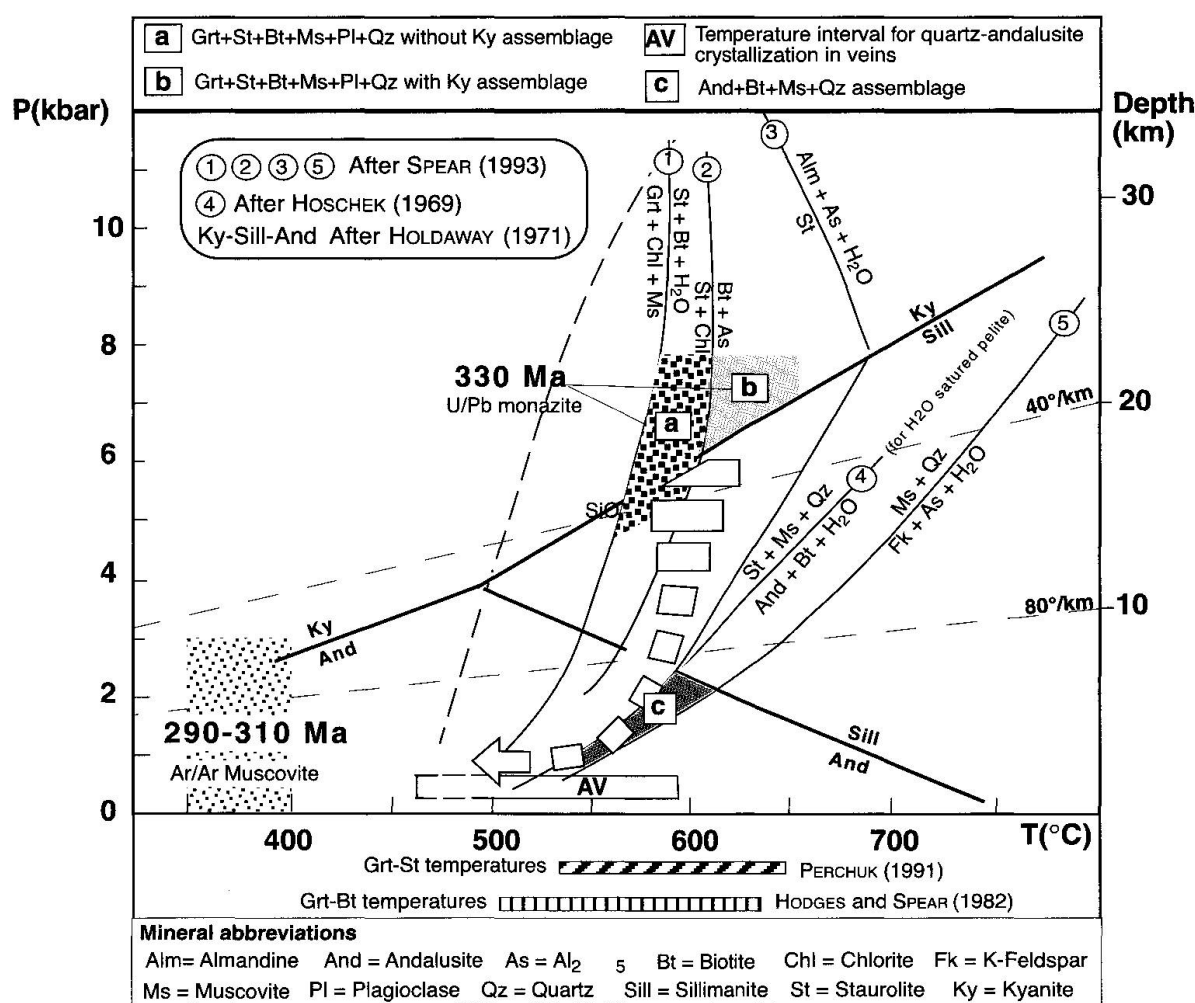 a Grt+St+Bt+Ms+Pl+Qz without Ky assemblage
b Grt+St+Bt+Ms+Pl+Qz with Ky assemblage
AV Temperature interval for quartz-andalusite
crystallization in veins
c And+Bt+Ms+Qz assemblage
P(kbar)
Depth
(km)
1 2 3 5 After SPEAR (1993)
4 After HOSCHEK (1969)
Ky-Sill-And After HOLDAWAY (1971)
1
2
3
Grt + Chl + Ms
St + Bt + H2O
St + Chl
Bt + As
Alm + As + H2O
St
Ky
Sill
5
(for H2O satured pelite)
30
10
8
330 Ma
U/Pb monazite
b
a
40°/km
20
6
4
SiO
St + Ms + Qz
And + Bt + H2O
Ms + Qz
Fk + As + H2O
4
80°/km
10
Ky
And
2
290-310 Ma
Ar/Ar Muscovite
c
Sill
And
AV
0
400
500
600
700
T(°C)
Grt-St temperatures
PERCHUK (1991)
Grt-Bt temperatures
HODGES and SPEAR (1982)
Mineral abbreviations
Alm= Almandine And = Andalusite As = Al2 5 Bt = Biotite Chl = Chlorite Fk = K-Feldspar
Ms = Muscovite Pl = Plagioclase Qz = Quartz Sill = Sillimanite St = Staurolite Ky = Kyanite